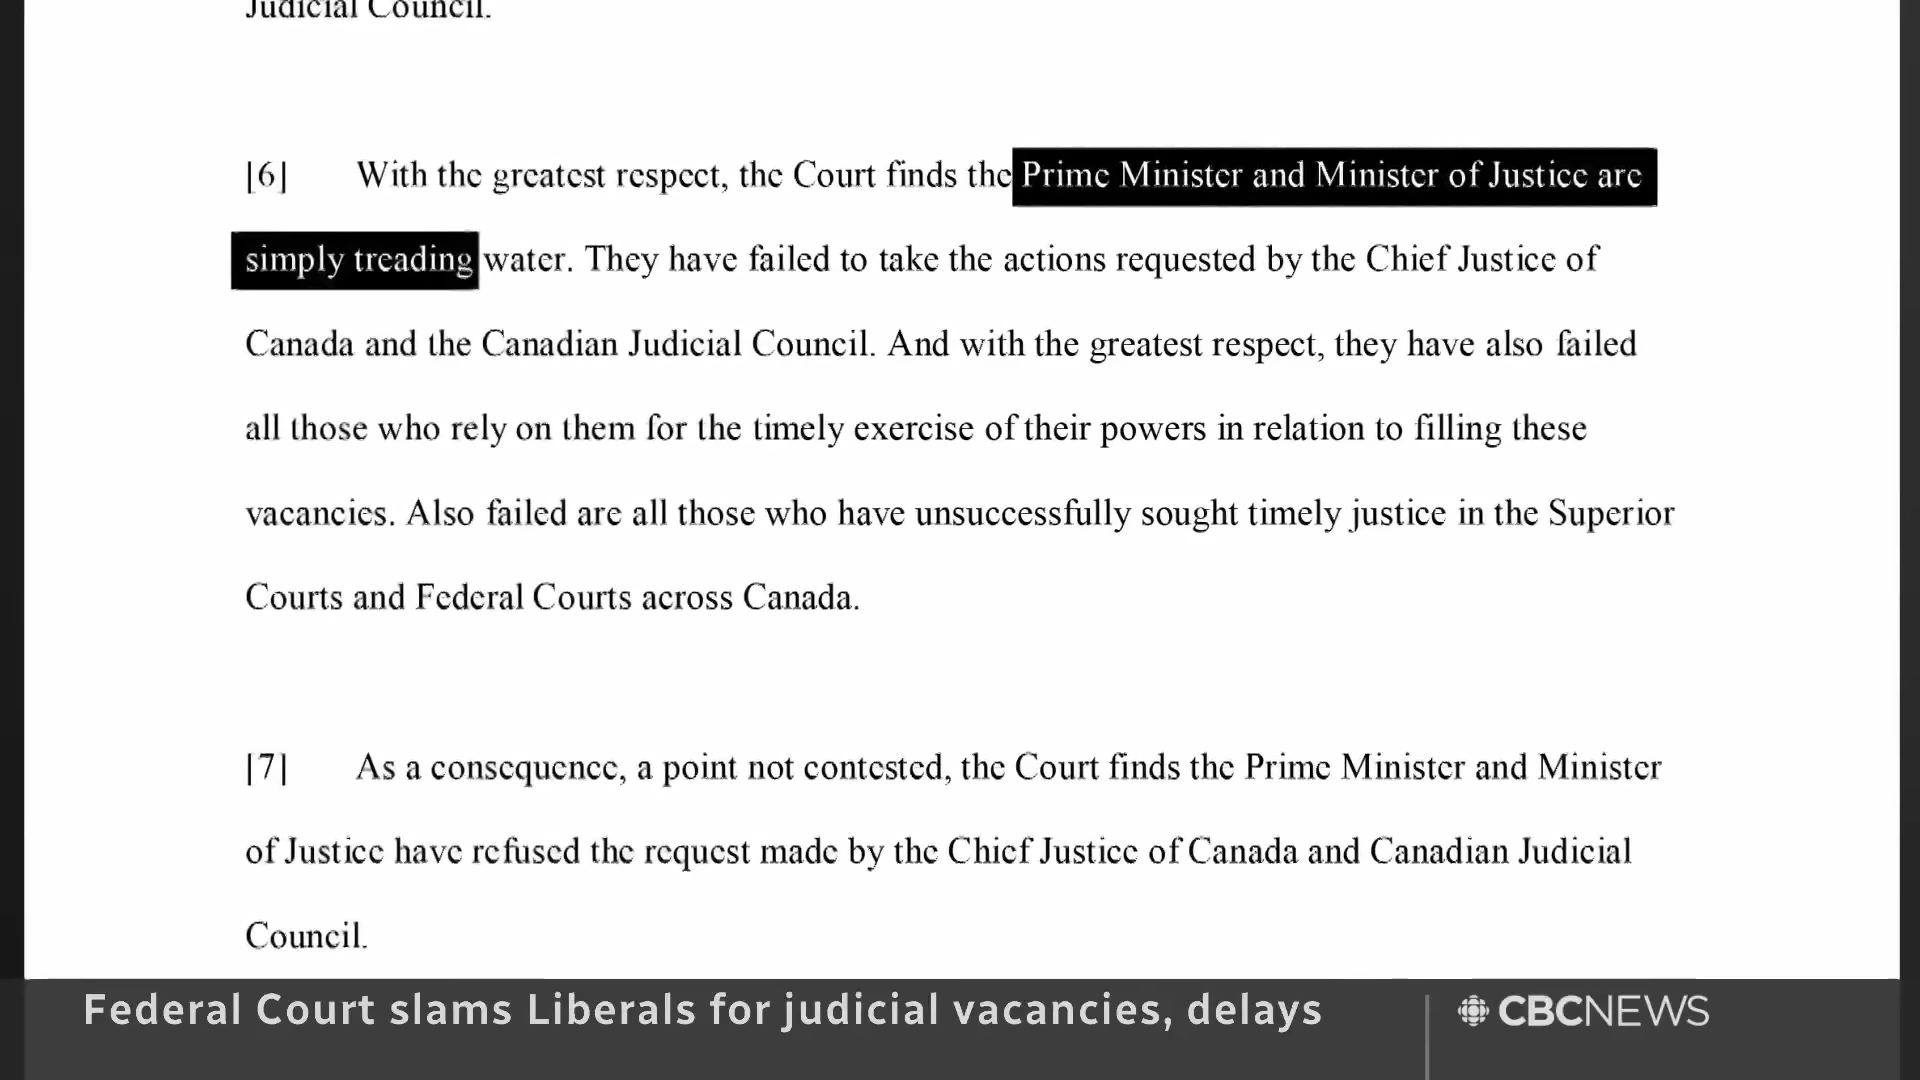 Judicial Council.
[6] With the greatest respect, the Court finds the Prime Minister and Minister of Justice are
simply treading water. They have failed to take the actions requested by the Chief Justice of
Canada and the Canadian Judicial Council. And with the greatest respect, they have also failed
all those who rely on them for the timely exercise of their powers in relation to filling these
vacancies. Also failed are all those who have unsuccessfully sought timely justice in the Superior
Courts and Federal Courts across Canada.
[7] As a consequence, a point not contested, the Court finds the Prime Minister and Minister
of Justice have refused the request made by the Chief Justice of Canada and Canadian Judicial
Council.
Federal Court slams Liberals for judicial vacancies, delays
CBCNEWS